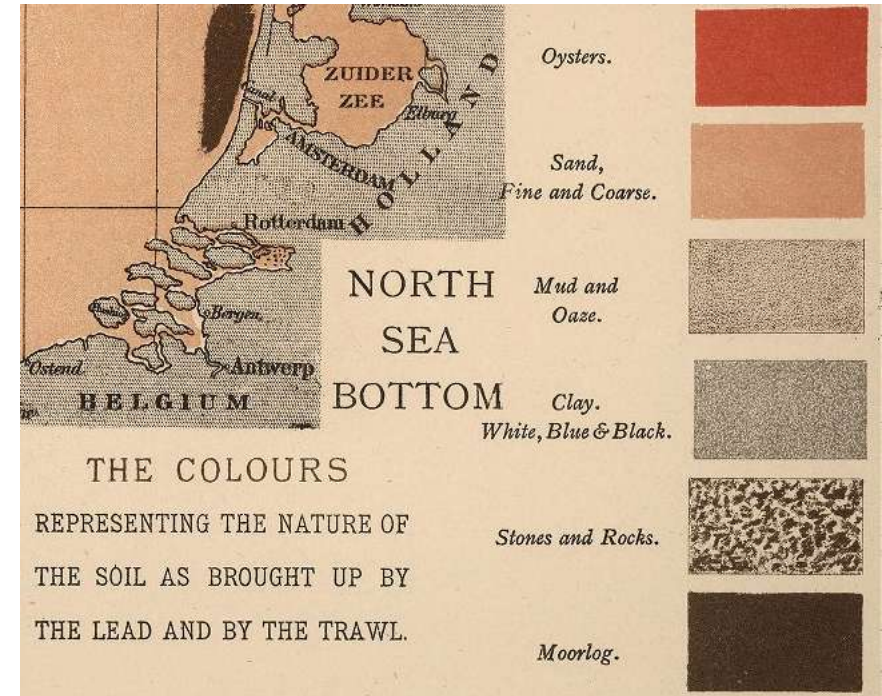 ZUIDER
ZEE
Canal
Elburg
AMSTERDAM
HOLLAND
Rotterdam
Bergen
Ostend
Antwerp
BELGIUM
NORTH
SEA
BOTTOM
THE COLOURS
REPRESENTING THE NATURE OF
THE SOIL AS BROUGHT UP BY
THE LEAD AND BY THE TRAWL.
Oysters.
Sand,
Fine and Coarse.
Mud and
Oaze.
Clay.
White, Blue & Black.
Stones and Rocks.
Moorlog.